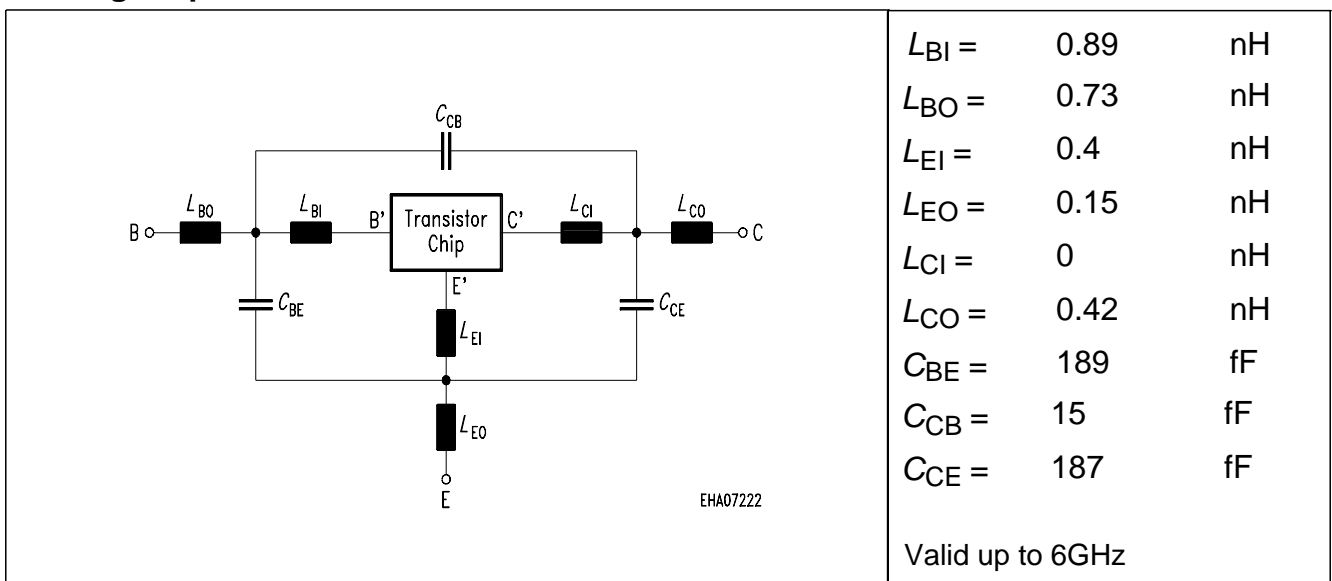 C_CB
L_BO L_BI B' Transistor Chip C' L_CI L_CO
B C
E'
C_BE C_CE
L_EI
L_EO
E
EHA07222
L_BI = 0.89 nH
L_BO = 0.73 nH
L_EI = 0.4 nH
L_EO = 0.15 nH
L_CI = 0 nH
L_CO = 0.42 nH
C_BE = 189 fF
C_CB = 15 fF
C_CE = 187 fF
Valid up to 6GHz